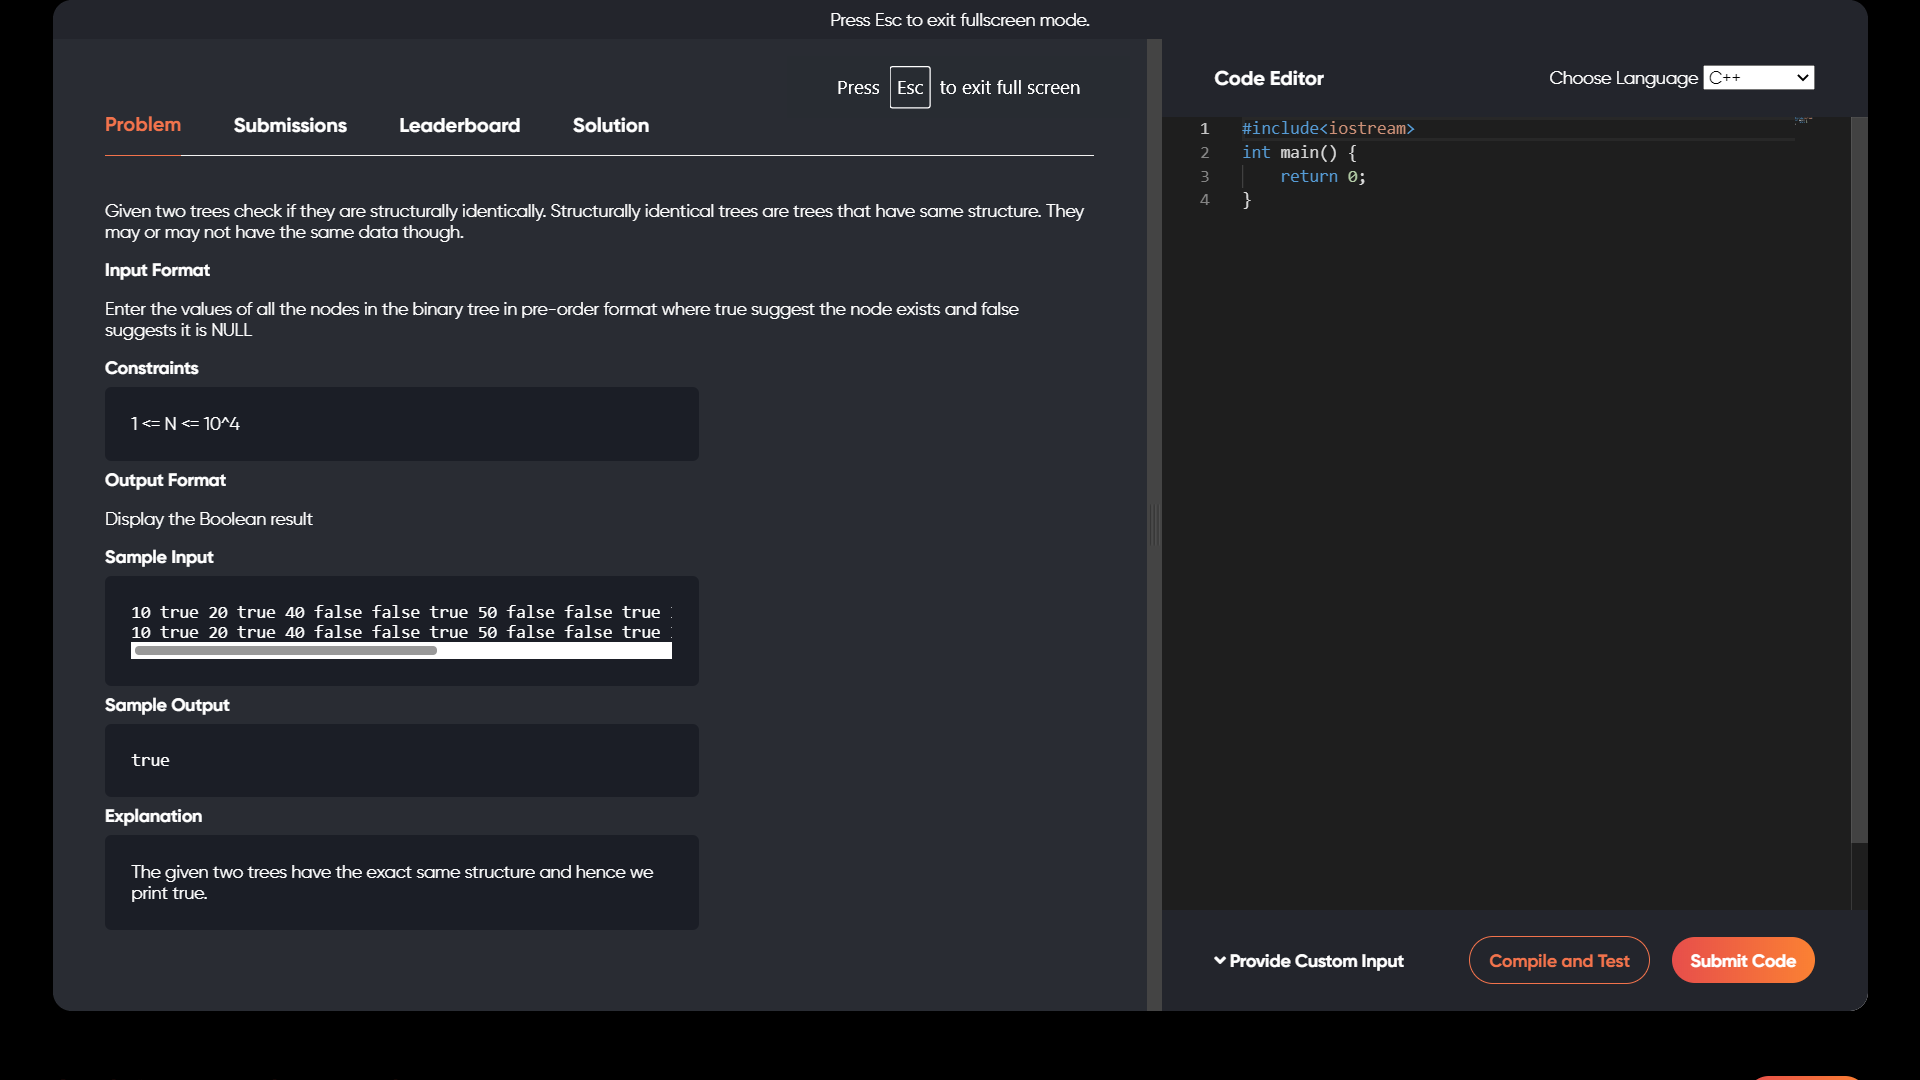 Press Esc to exit fullscreen mode.
Press Esc to exit full screen
Problem Submissions Leaderboard Solution
Given two trees check if they are structurally identically. Structurally identical trees are trees that have same structure. They
may or may not have the same data though.
Input Format
Enter the values of all the nodes in the binary tree in pre-order format where true suggest the node exists and false
suggests it is NULL
Constraints
1 <= N <= 10^4
Output Format
Display the Boolean result
Sample Input
10 true 20 true 40 false false true 50 false false true
10 true 20 true 40 false false true 50 false false true
Sample Output
true
Explanation
The given two trees have the exact same structure and hence we
print true.
Code Editor
Choose Language C++
1 #include<iostream>
2 int main() {
3 return 0;
4 }
Provide Custom Input
Compile and Test
Submit Code